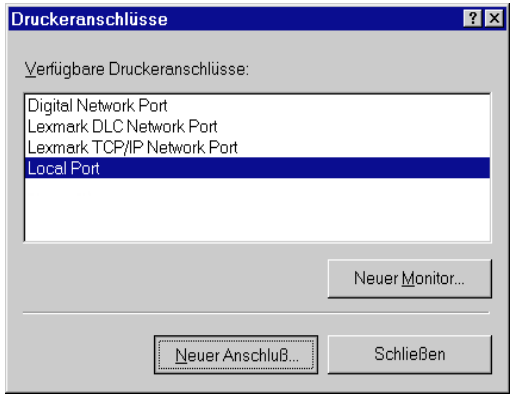 Druckeranschlüsse
Verfügbare Druckeranschlüsse:
Digital Network Port
Lexmark DLC Network Port
Lexmark TCP/IP Network Port
Local Port
Neuer Monitor...
Neuer Anschluß...
Schließen